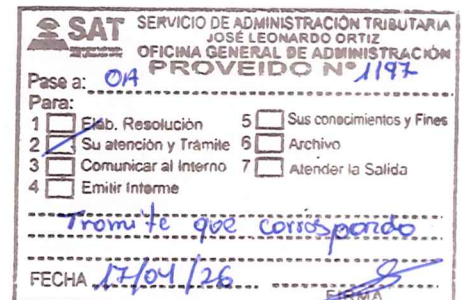 SAT SERVICIO DE ADMINISTRACIÓN TRIBUTARIA
JOSÉ LEONARDO ORTIZ
OFICINA GENERAL DE ADMINISTRACIÓN
PROVEIDO Nº 1197
Pase a: OA
Para:
1 Elab. Resolución 5 Sus conocimientos y Fines
2 Su atención y Trámite 6 Archivo
3 Comunicar al Interno 7 Atender la Salida
4 Emitir Informe
Tramite que corresponda
FECHA 17/04/26
FIRMA